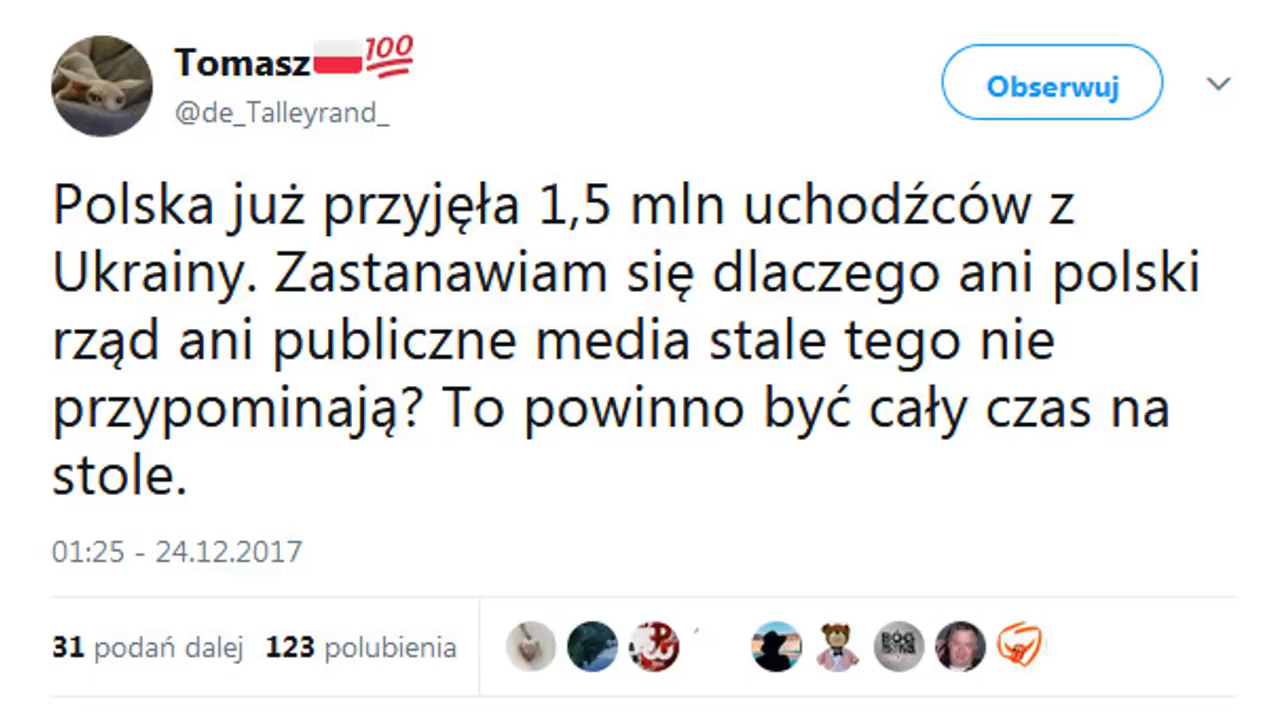 Tomasz🇵🇱💯
@de_Talleyrand_
Obserwuj
Polska już przyjęła 1,5 mln uchodźców z
Ukrainy. Zastanawiam się dlaczego ani polski
rząd ani publiczne media stale tego nie
przypominają? To powinno być cały czas na
stole.
01:25 - 24.12.2017
31 podań dalej 123 polubienia